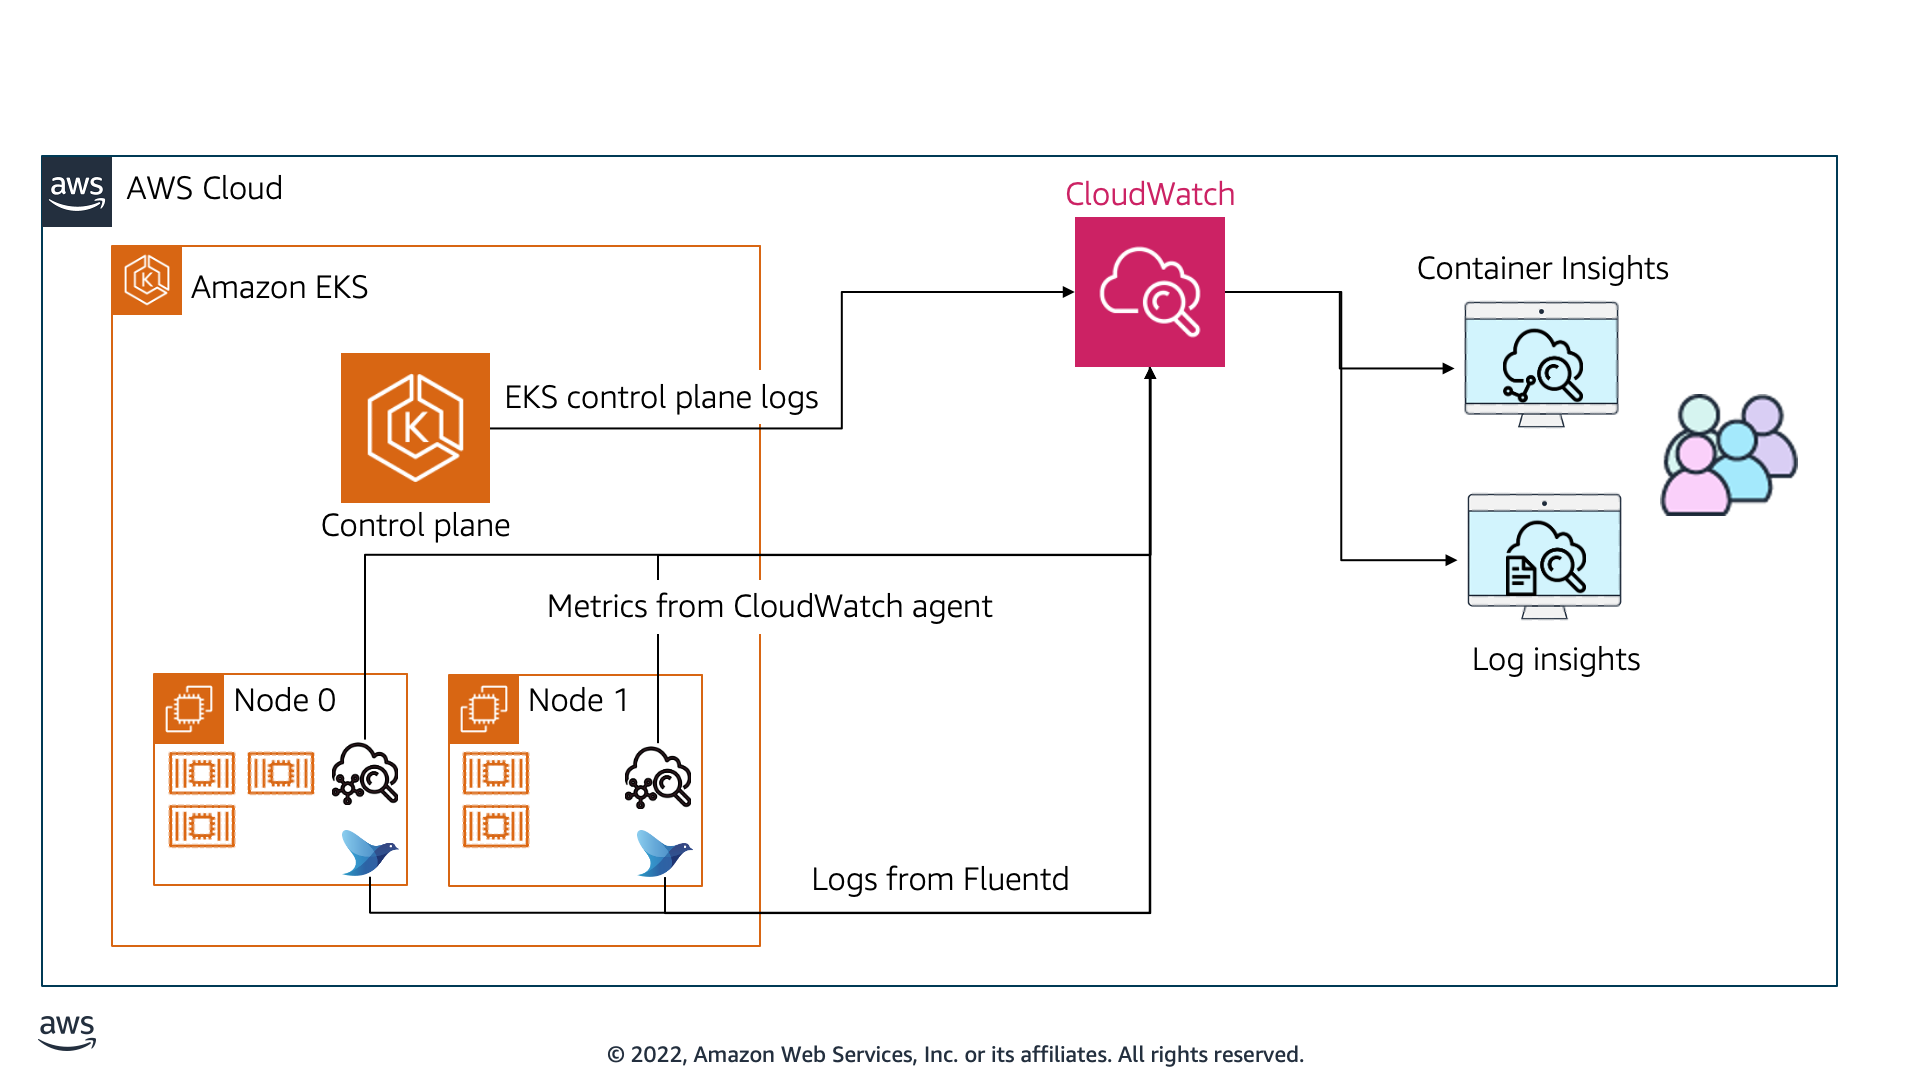 aws
AWS Cloud
CloudWatch
Amazon EKS
Container Insights
K
EKS control plane logs
K
Control plane
Metrics from CloudWatch agent
Log insights
Node 0
Node 1
Logs from Fluentd
aws
© 2022, Amazon Web Services, Inc. or its affiliates. All rights reserved.